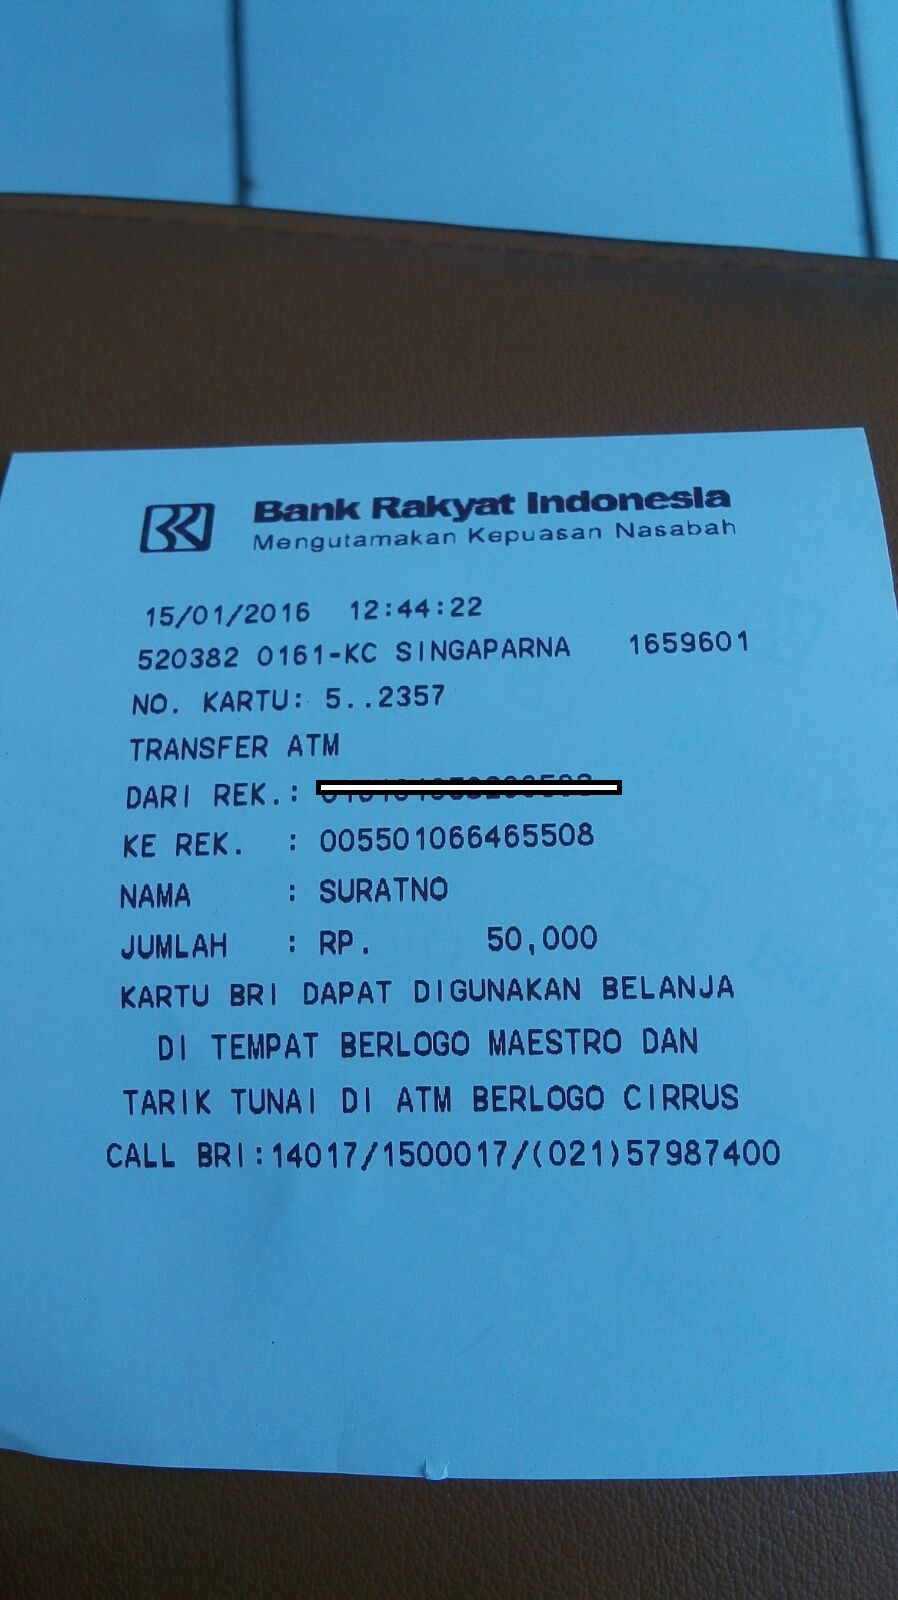 Bank Rakyat Indonesia
Mengutamakan Kepuasan Nasabah
15/01/2016 12:44:22
520382 0161-KC SINGAPARNA 1659601
NO. KARTU: 5..2357
TRANSFER ATM
DARI REK.:
KE REK. : 005501066465508
NAMA : SURATNO
JUMLAH : RP. 50,000
KARTU BRI DAPAT DIGUNAKAN BELANJA
DI TEMPAT BERLOGO MAESTRO DAN
TARIK TUNAI DI ATM BERLOGO CIRRUS
CALL BRI:14017/1500017/(021)57987400